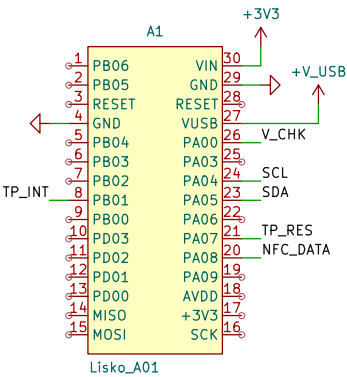 +3V3
A1
+V_USB
1 PB06 VIN 30
2 PB05 GND 29
3 RESET RESET 28
4 GND VUSB 27
5 PB04 PA00 26 V_CHK
6 PB03 PA03 25
7 PB02 PA04 24 SCL
TP_INT 8 PB01 PA05 23 SDA
9 PB00 PA06 22
10 PD03 PA07 21 TP_RES
11 PD02 PA08 20 NFC_DATA
12 PD01 PA09 19
13 PD00 AVDD 18
14 MISO +3V3 17
15 MOSI SCK 16
Lisko_A01